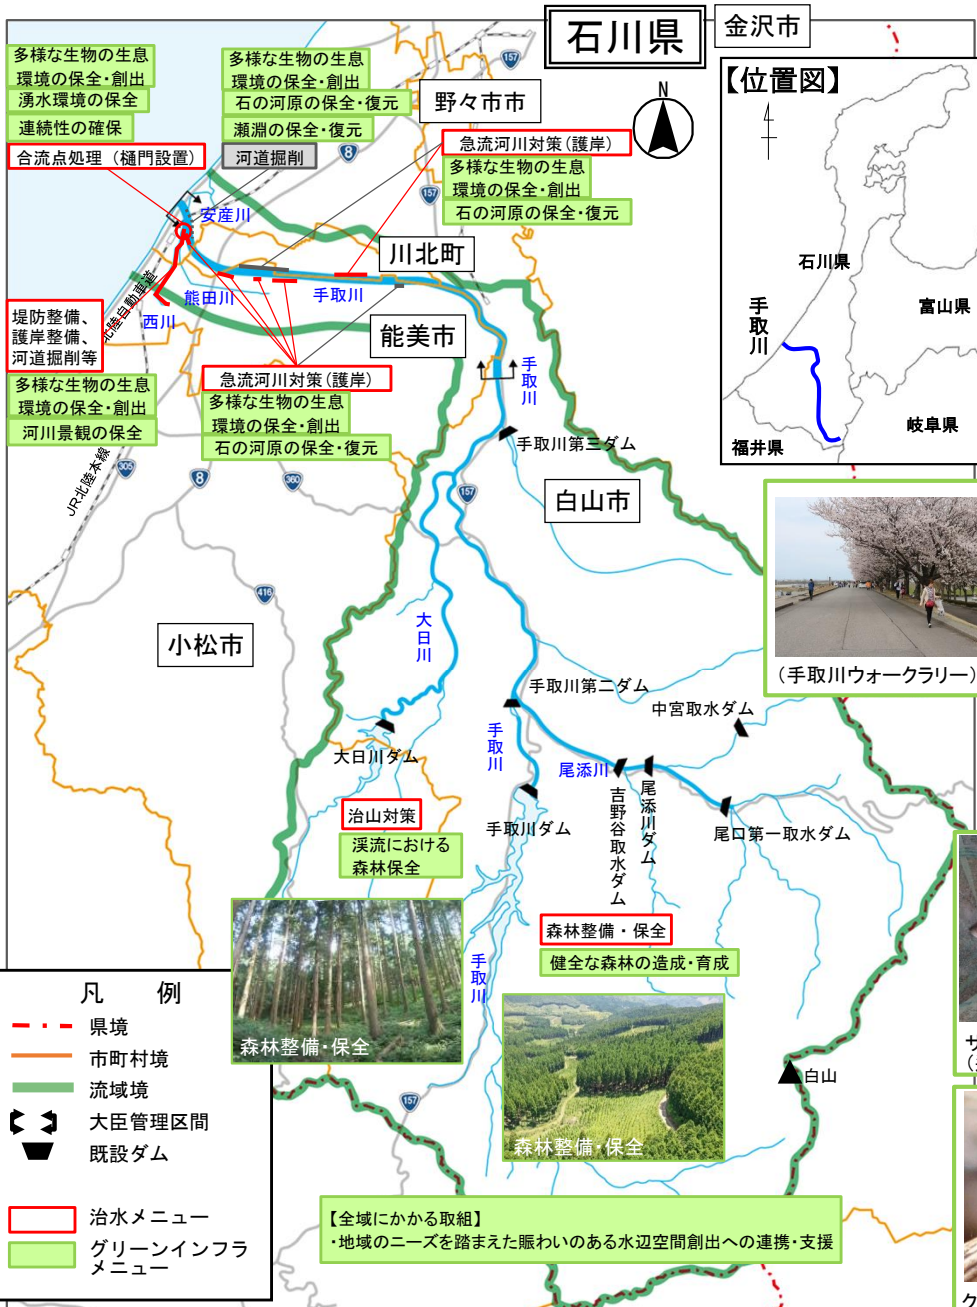 石川県
金沢市
多様な生物の生息
環境の保全・創出
湧水環境の保全
連続性の確保
合流点処理（樋門設置）
多様な生物の生息
環境の保全・創出
石の河原の保全・復元
瀬淵の保全・復元
河道掘削
野々市市
急流河川対策（護岸）
多様な生物の生息
環境の保全・創出
石の河原の保全・復元
157
8
157
N
【位置図】
石川県
富山県
手取川
福井県
岐阜県
安産川
川北町
熊田川
手取川
北陸自動車道
西川
能美市
堤防整備、
護岸整備、
河道掘削等
多様な生物の生息
環境の保全・創出
河川景観の保全
急流河川対策（護岸）
多様な生物の生息
環境の保全・創出
石の河原の保全・復元
手取川
手取川第三ダム
JR北陸本線
305
8
360
157
白山市
416
小松市
大日川
（手取川ウォークラリー）
手取川第二ダム
中宮取水ダム
大日川ダム
手取川
尾添川
手取川ダム
吉野谷取水ダム
尾添川ダム
尾口第一取水ダム
治山対策
渓流における
森林保全
森林整備・保全
健全な森林の造成・育成
手取川
森林整備・保全
森林整備・保全
白山
157
凡　例
県境
市町村境
流域境
大臣管理区間
既設ダム
治水メニュー
グリーンインフラ
メニュー
【全域にかかる取組】
・地域のニーズを踏まえた賑わいのある水辺空間創出への連携・支援
サ